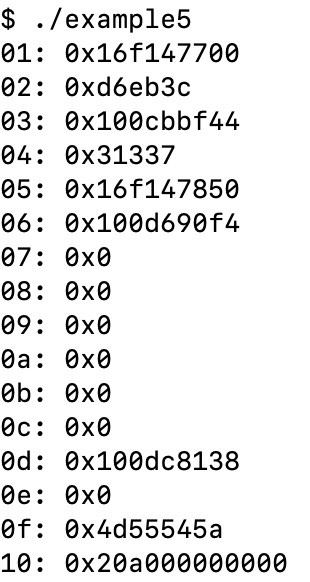 $ ./example5
01: 0x16f147700
02: 0xd6eb3c
03: 0x100cbbf44
04: 0x31337
05: 0x16f147850
06: 0x100d690f4
07: 0x0
08: 0x0
09: 0x0
0a: 0x0
0b: 0x0
0c: 0x0
0d: 0x100dc8138
0e: 0x0
0f: 0x4d55545a
10: 0x20a000000000